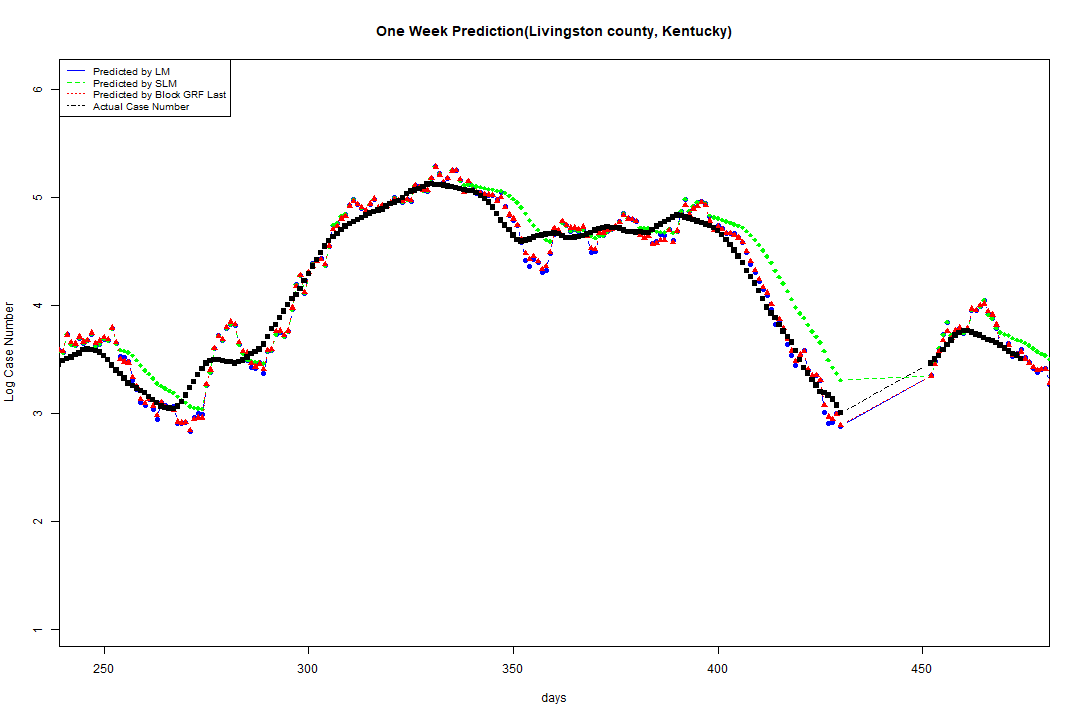 One Week Prediction(Livingston county, Kentucky)
Predicted by LM
Predicted by SLM
Predicted by Block GRF Last
Actual Case Number
6
5
4
3
2
1
Log Case Number
250
300
350
400
450
days